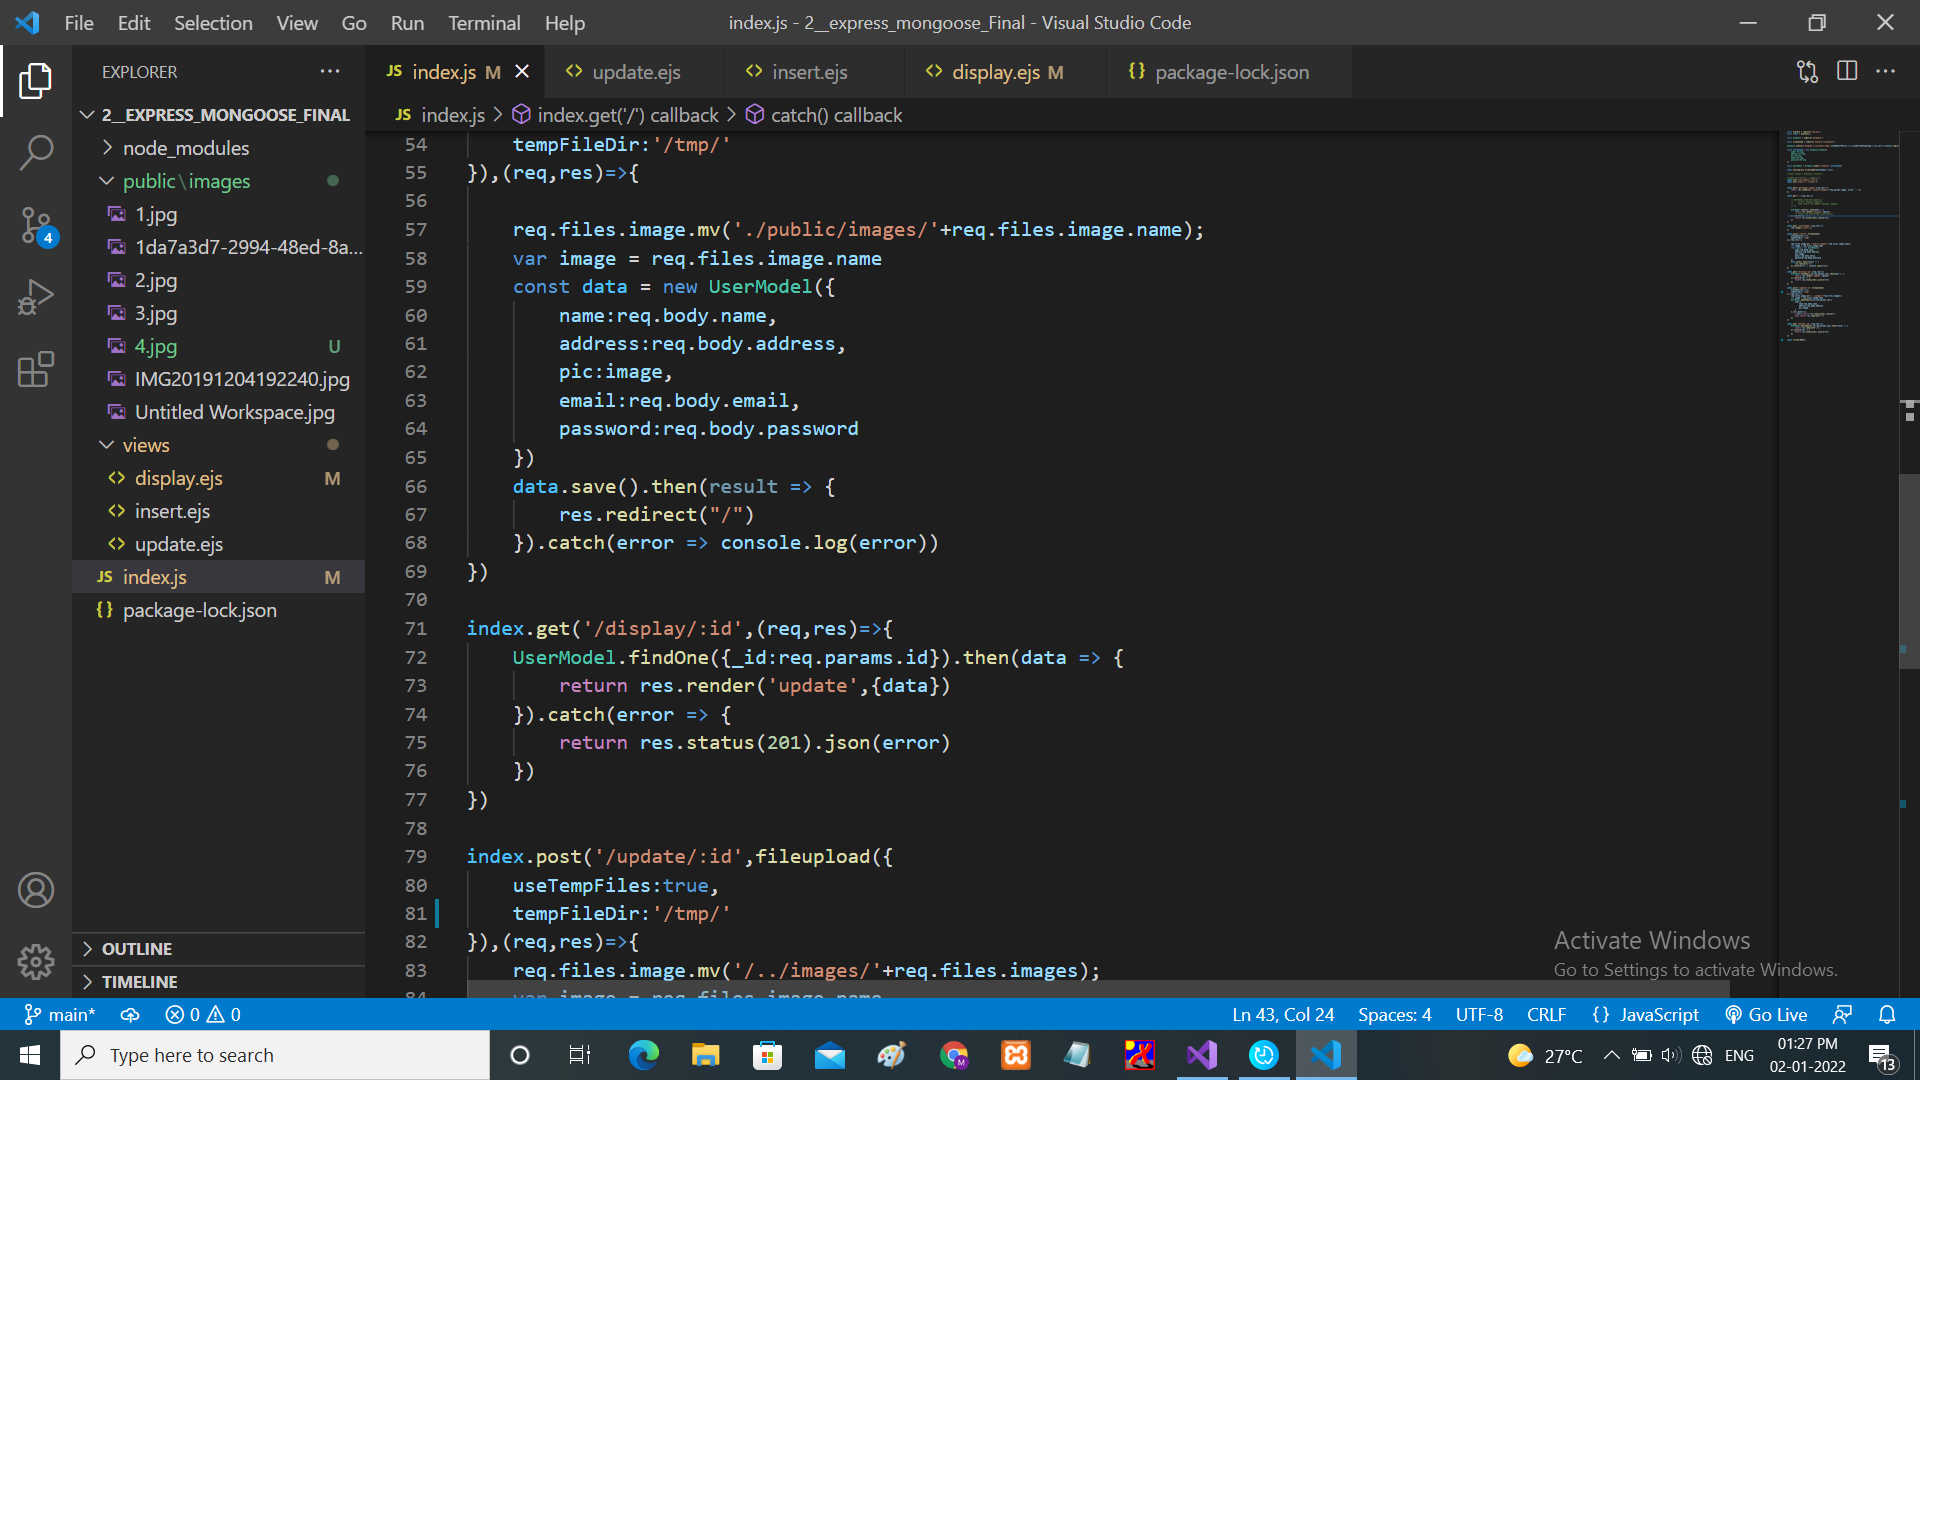 File Edit Selection View Go Run Terminal Help
index.js - 2__express_mongoose_Final - Visual Studio Code
EXPLORER
2__EXPRESS_MONGOOSE_FINAL
node_modules
public\images
1.jpg
1da7a3d7-2994-48ed-8a...
2.jpg
3.jpg
4.jpg U
IMG20191204192240.jpg
Untitled Workspace.jpg
views
display.ejs M
insert.ejs
update.ejs
JS index.js M
{} package-lock.json
OUTLINE
TIMELINE
4
JS index.js M
<> update.ejs
<> insert.ejs
<> display.ejs M
{} package-lock.json
JS index.js > index.get('/') callback > catch() callback
54 tempFileDir:'/tmp/'
55 }),(req,res)=>{
56
57 req.files.image.mv('./public/images/'+req.files.image.name);
58 var image = req.files.image.name
59 const data = new UserModel({
60 name:req.body.name,
61 address:req.body.address,
62 pic:image,
63 email:req.body.email,
64 password:req.body.password
65 })
66 data.save().then(result => {
67 res.redirect("/")
68 }).catch(error => console.log(error))
69 })
70
71 index.get('/display/:id',(req,res)=>{
72 UserModel.findOne({_id:req.params.id}).then(data => {
73 return res.render('update',{data})
74 }).catch(error => {
75 return res.status(201).json(error)
76 })
77 })
78
79 index.post('/update/:id',fileupload({
80 useTempFiles:true,
81 tempFileDir:'/tmp/'
82 }),(req,res)=>{
83 req.files.image.mv('/../images/'+req.files.images);
84 var image = req.files.image.name
Activate Windows
Go to Settings to activate Windows.
main* 0 0
Ln 43, Col 24 Spaces: 4 UTF-8 CRLF {} JavaScript Go Live
Type here to search
27°C ENG
01:27 PM
02-01-2022
13